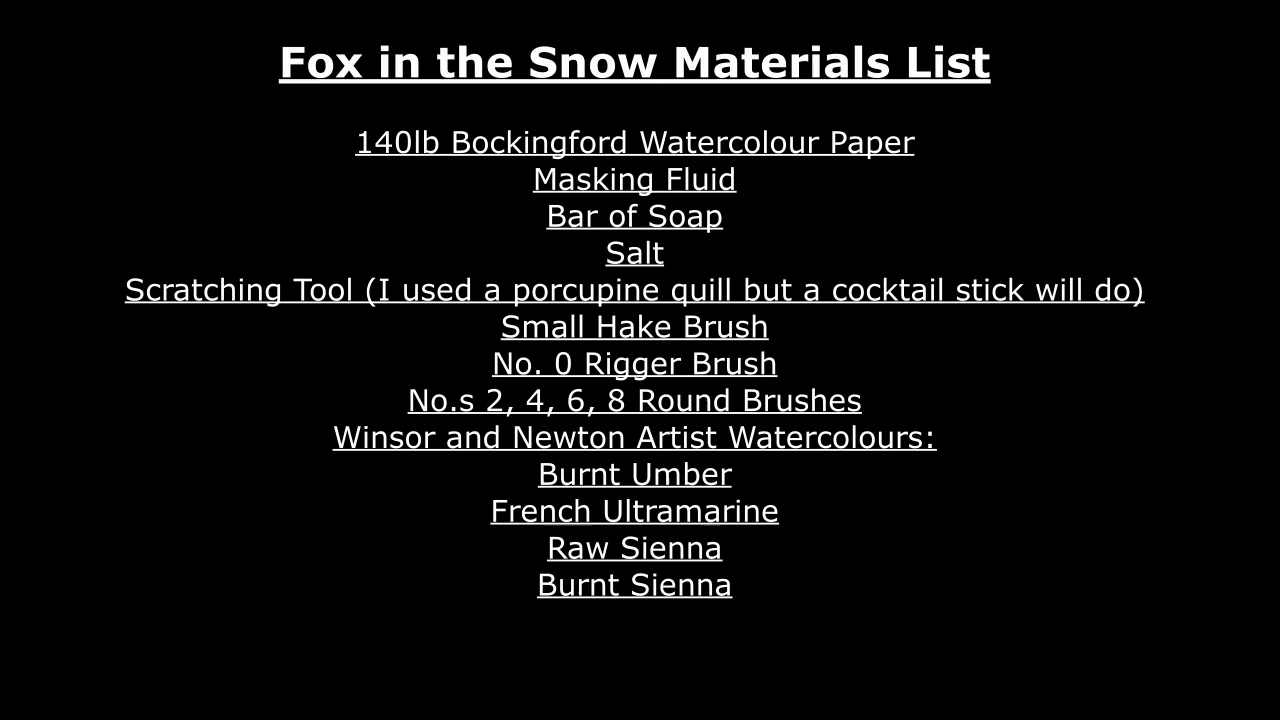 Fox in the Snow Materials List
140lb Bockingford Watercolour Paper
Masking Fluid
Bar of Soap
Salt
Scratching Tool (I used a porcupine quill but a cocktail stick will do)
Small Hake Brush
No. 0 Rigger Brush
No.s 2, 4, 6, 8 Round Brushes
Winsor and Newton Artist Watercolours:
Burnt Umber
French Ultramarine
Raw Sienna
Burnt Sienna